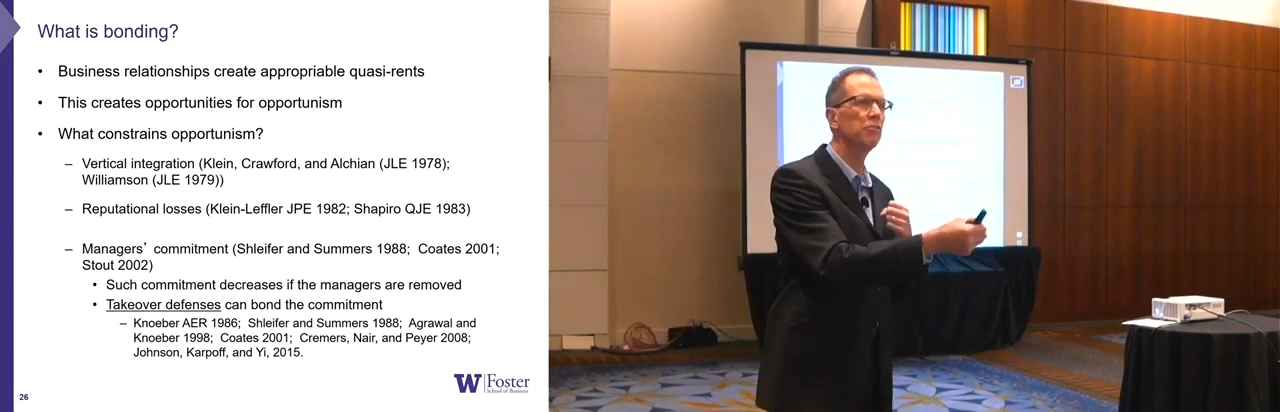 What is bonding?
• Business relationships create appropriable quasi-rents
• This creates opportunities for opportunism
• What constrains opportunism?
– Vertical integration (Klein, Crawford, and Alchian (JLE 1978);
Williamson (JLE 1979))
– Reputational losses (Klein-Leffler JPE 1982; Shapiro QJE 1983)
– Managers’ commitment (Shleifer and Summers 1988; Coates 2001;
Stout 2002)
• Such commitment decreases if the managers are removed
• Takeover defenses can bond the commitment
– Knoeber AER 1986; Shleifer and Summers 1988; Agrawal and
Knoeber 1998; Coates 2001; Cremers, Nair, and Peyer 2008;
Johnson, Karpoff, and Yi, 2015.
W Foster
School of Business
26